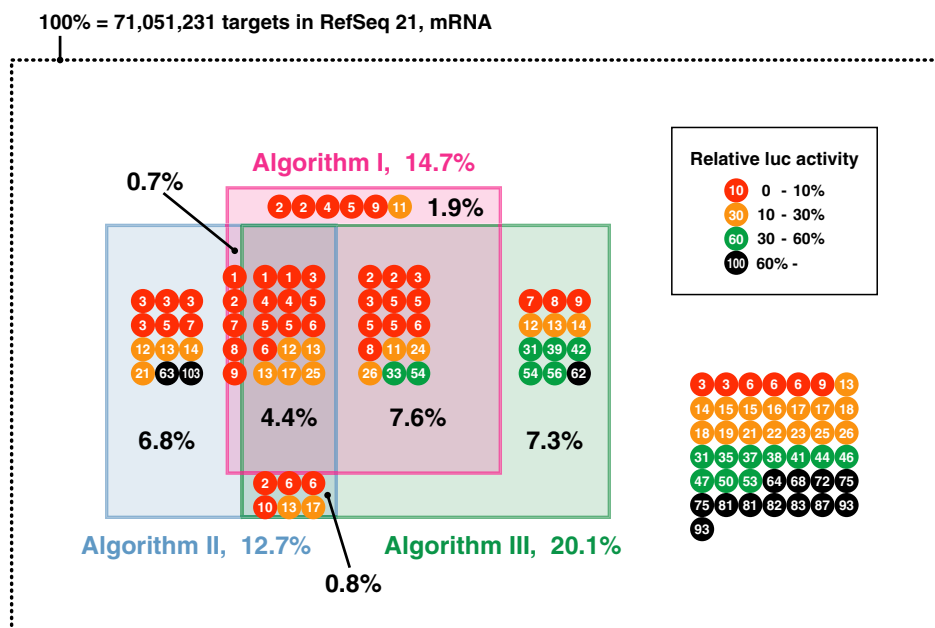 100% = 71,051,231 targets in RefSeq 21, mRNA
Algorithm I, 14.7%
0.7%
2 2 4 5 9 11
1.9%
Relative luc activity
10 0 - 10%
30 10 - 30%
60 30 - 60%
100 60% -
3 3 3
3 5 7
12 13 14
21 63 103
6.8%
1
2
7
8
9
1 1 3
4 4 5
5 5 6
6 12 13
13 17 25
4.4%
2 2 3
3 5 5
5 5 6
8 11 24
26 33 54
7.6%
7 8 9
12 13 14
31 39 42
54 56 62
7.3%
2 6 6
10 13 17
0.8%
Algorithm II, 12.7%
Algorithm III, 20.1%
3 3 6 6 6 9 13
14 15 15 16 17 17 18
18 19 21 22 23 25 26
31 35 37 38 41 44 46
47 50 53 64 68 72 75
75 81 81 82 83 87 93
93